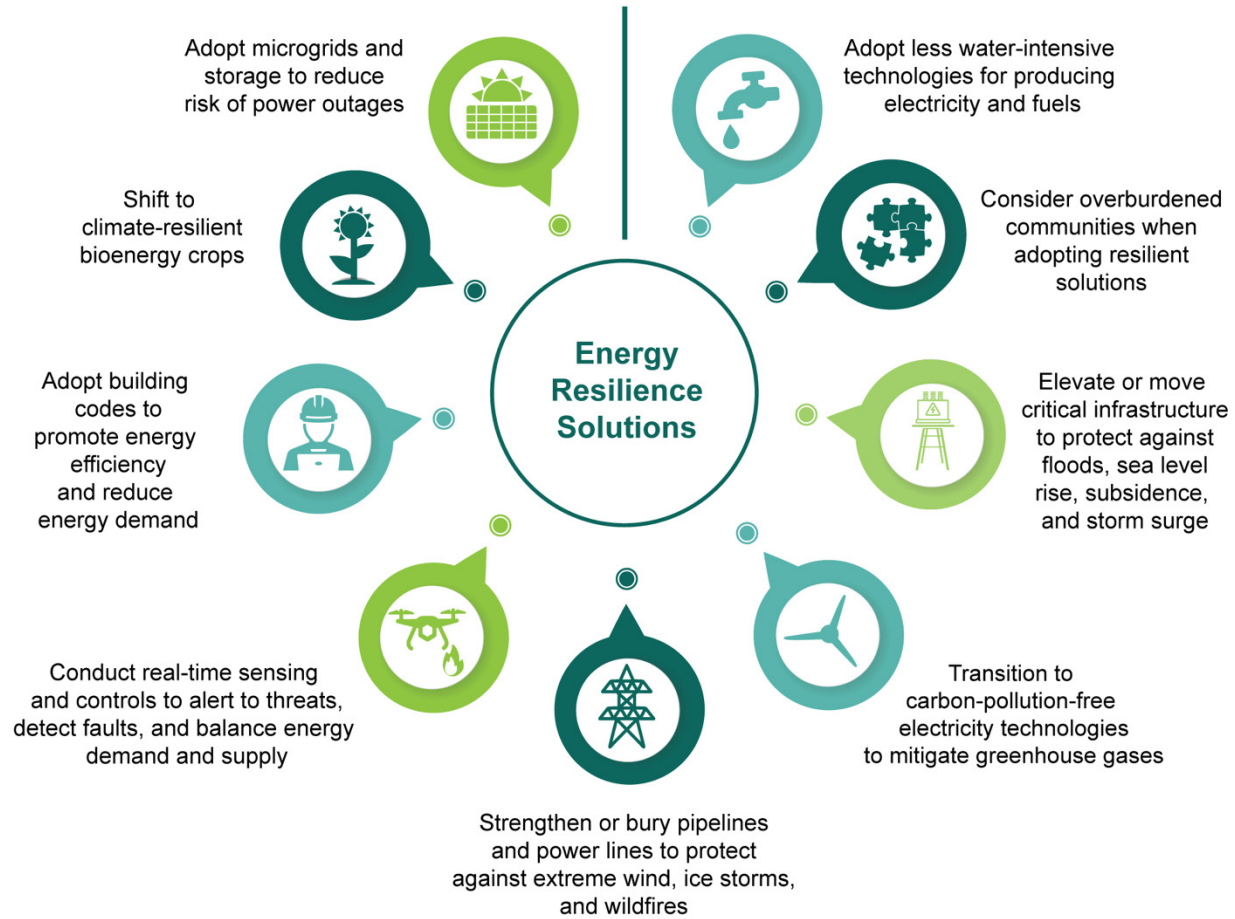 Energy
Resilience
Solutions
Adopt less water-intensive
technologies for producing
electricity and fuels
Consider overburdened
communities when
adopting resilient
solutions
Elevate or move
critical infrastructure
to protect against
floods, sea level
rise, subsidence,
and storm surge
Transition to
carbon-pollution-free
electricity technologies
to mitigate greenhouse gases
Strengthen or bury pipelines
and power lines to protect
against extreme wind, ice storms,
and wildfires
Conduct real-time sensing
and controls to alert to threats,
detect faults, and balance energy
demand and supply
Adopt building
codes to
promote energy
efficiency
and reduce
energy demand
Shift to
climate-resilient
bioenergy crops
Adopt microgrids and
storage to reduce
risk of power outages